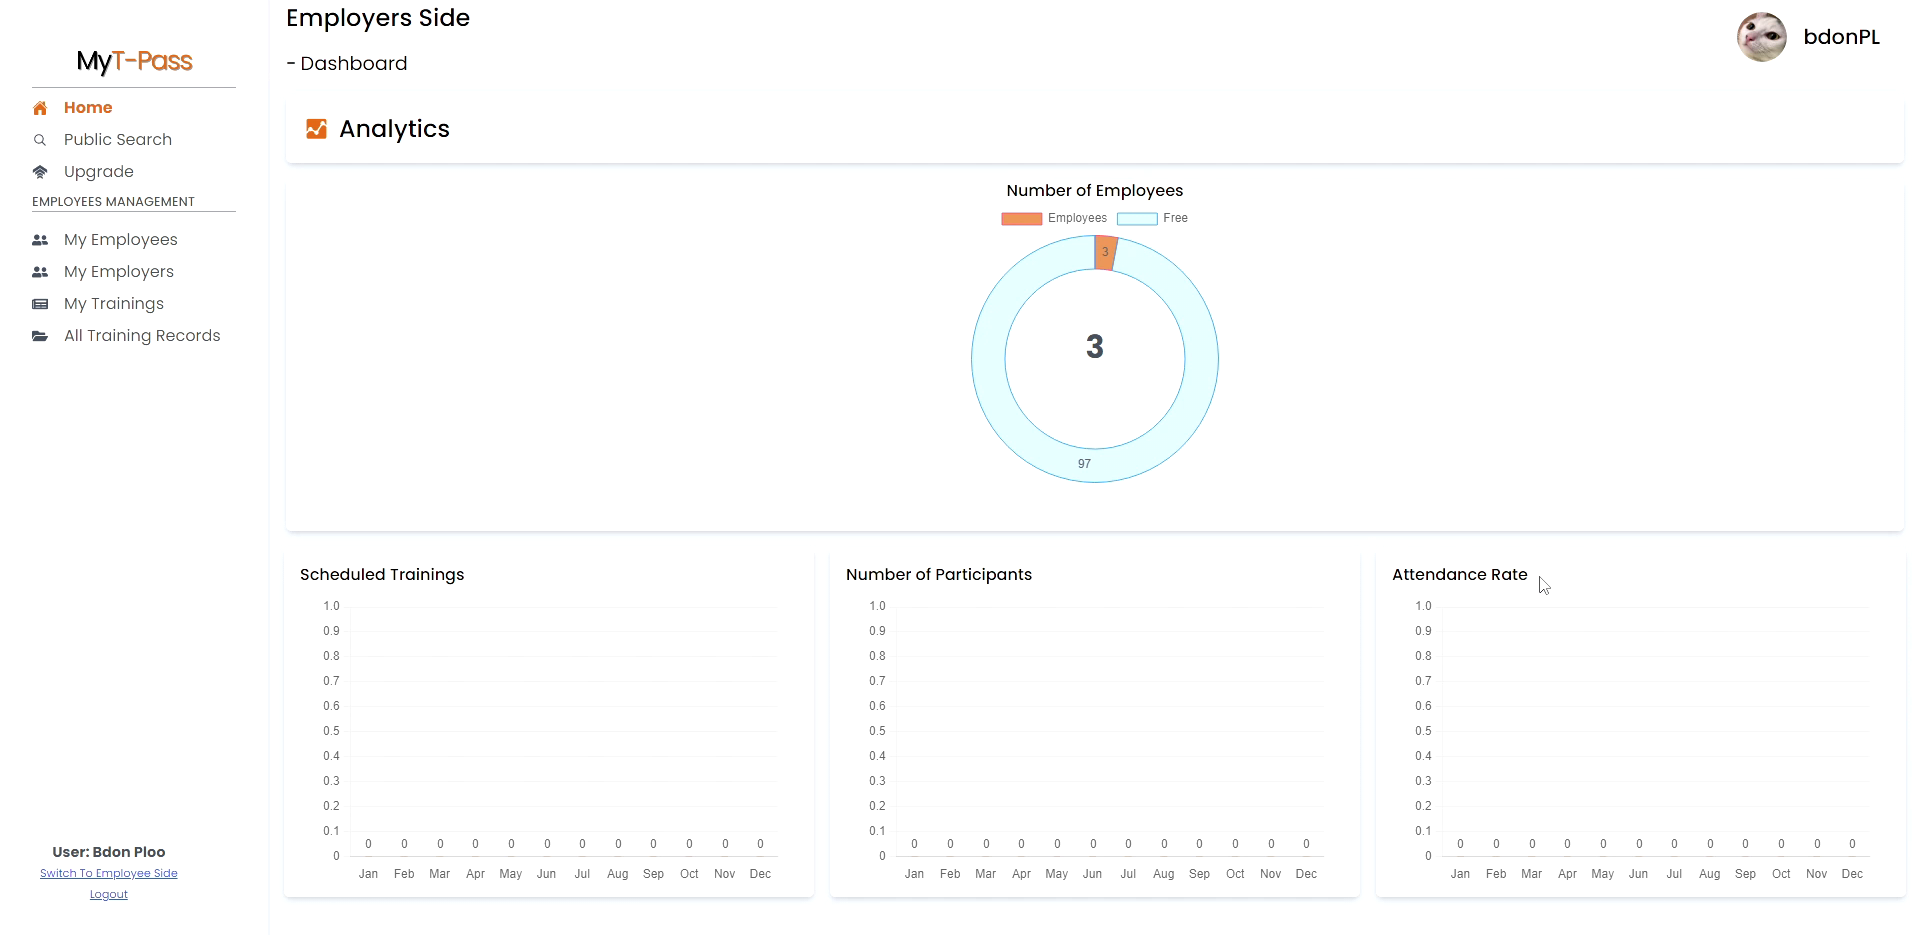 MyT-Pass
Home
Public Search
Upgrade
EMPLOYEES MANAGEMENT
My Employees
My Employers
My Trainings
All Training Records
User: Bdon Ploo
Switch To Employee Side
Logout
Employers Side
- Dashboard
bdonPL
Analytics
Number of Employees
Employees Free
3
3
97
Scheduled Trainings
1.0
0.9
0.8
0.7
0.6
0.5
0.4
0.3
0.2
0.1
0 0 0 0 0 0 0 0 0 0 0 0
0
Jan Feb Mar Apr May Jun Jul Aug Sep Oct Nov Dec
Number of Participants
1.0
0.9
0.8
0.7
0.6
0.5
0.4
0.3
0.2
0.1
0 0 0 0 0 0 0 0 0 0 0 0
0
Jan Feb Mar Apr May Jun Jul Aug Sep Oct Nov Dec
Attendance Rate
1.0
0.9
0.8
0.7
0.6
0.5
0.4
0.3
0.2
0.1
0 0 0 0 0 0 0 0 0 0 0 0
0
Jan Feb Mar Apr May Jun Jul Aug Sep Oct Nov Dec